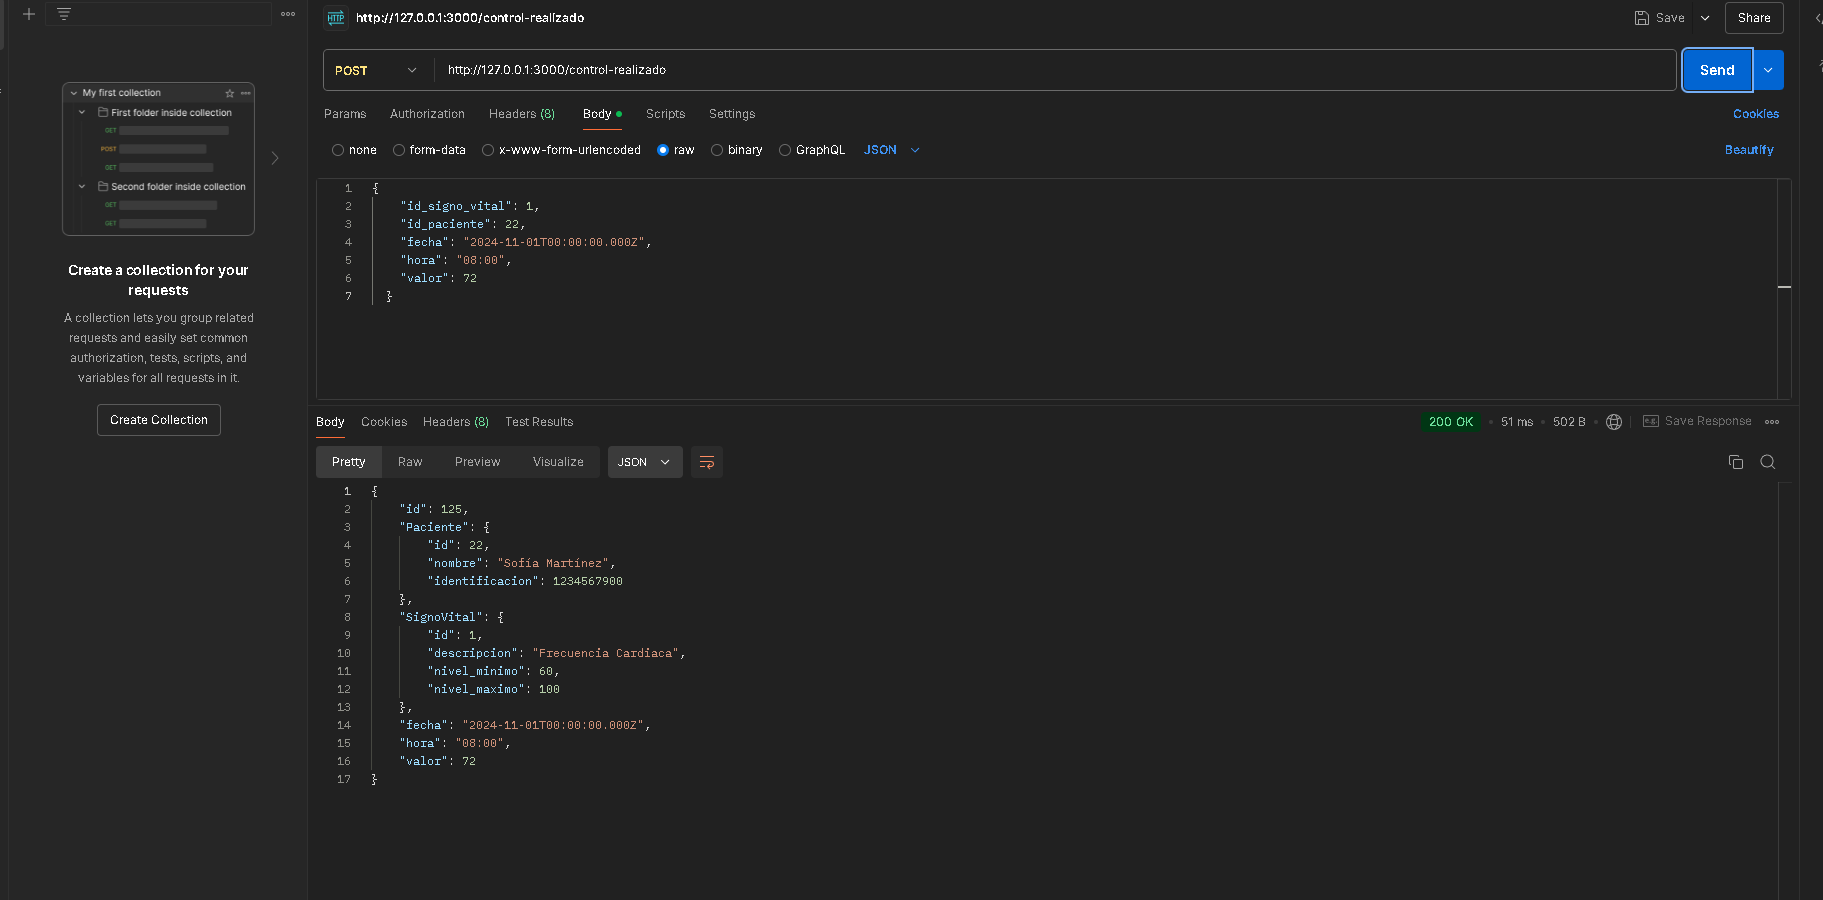 http://127.0.0.1:3000/control-realizado
Save
Share
POST
http://127.0.0.1:3000/control-realizado
Send
Params
Authorization
Headers (8)
Body
Scripts
Settings
Cookies
none
form-data
x-www-form-urlencoded
raw
binary
GraphQL
JSON
Beautify
My first collection
First folder inside collection
GET
POST
GET
Second folder inside collection
GET
GET
Create a collection for your
requests
A collection lets you group related
requests and easily set common
authorization, tests, scripts, and
variables for all requests in it.
Create Collection
1 {
2 "id_signo_vital": 1,
3 "id_paciente": 22,
4 "fecha": "2024-11-01T00:00:00.000Z",
5 "hora": "08:00",
6 "valor": 72
7 }
Body
Cookies
Headers (8)
Test Results
200 OK
51 ms
502 B
Save Response
Pretty
Raw
Preview
Visualize
JSON
1 {
2 "id": 125,
3 "Paciente": {
4 "id": 22,
5 "nombre": "Sofía Martínez",
6 "identificacion": 1234567900
7 },
8 "SignoVital": {
9 "id": 1,
10 "descripcion": "Frecuencia Cardiaca",
11 "nivel_minimo": 60,
12 "nivel_maximo": 100
13 },
14 "fecha": "2024-11-01T00:00:00.000Z",
15 "hora": "08:00",
16 "valor": 72
17 }